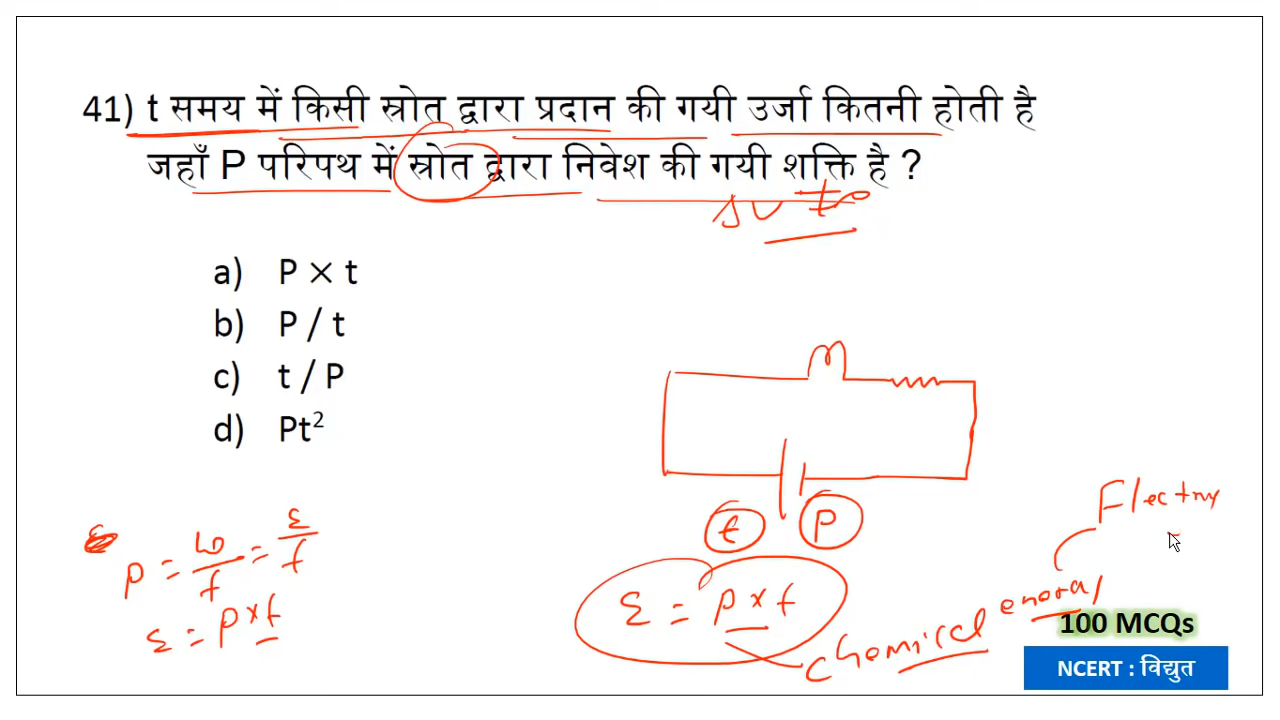 41) t समय में किसी स्रोत द्वारा प्रदान की गयी उर्जा कितनी होती है
जहाँ P परिपथ में स्रोत द्वारा निवेश की गयी शक्ति है ?
a) P × t
b) P / t
c) t / P
d) Pt²
t P
P = W/t = E/t
E = P×t
E = P×t
chemical energy
Electric
100 MCQs
NCERT : विद्युत